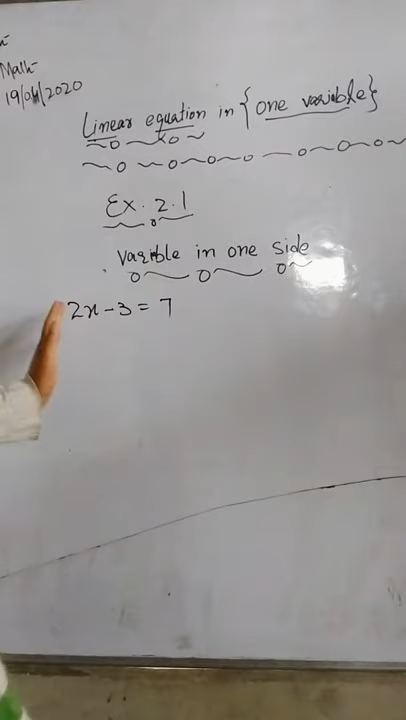 Math
19/04/2020
Linear equation in {one variable}
Ex. 2.1
varible in one side
2x - 3 = 7